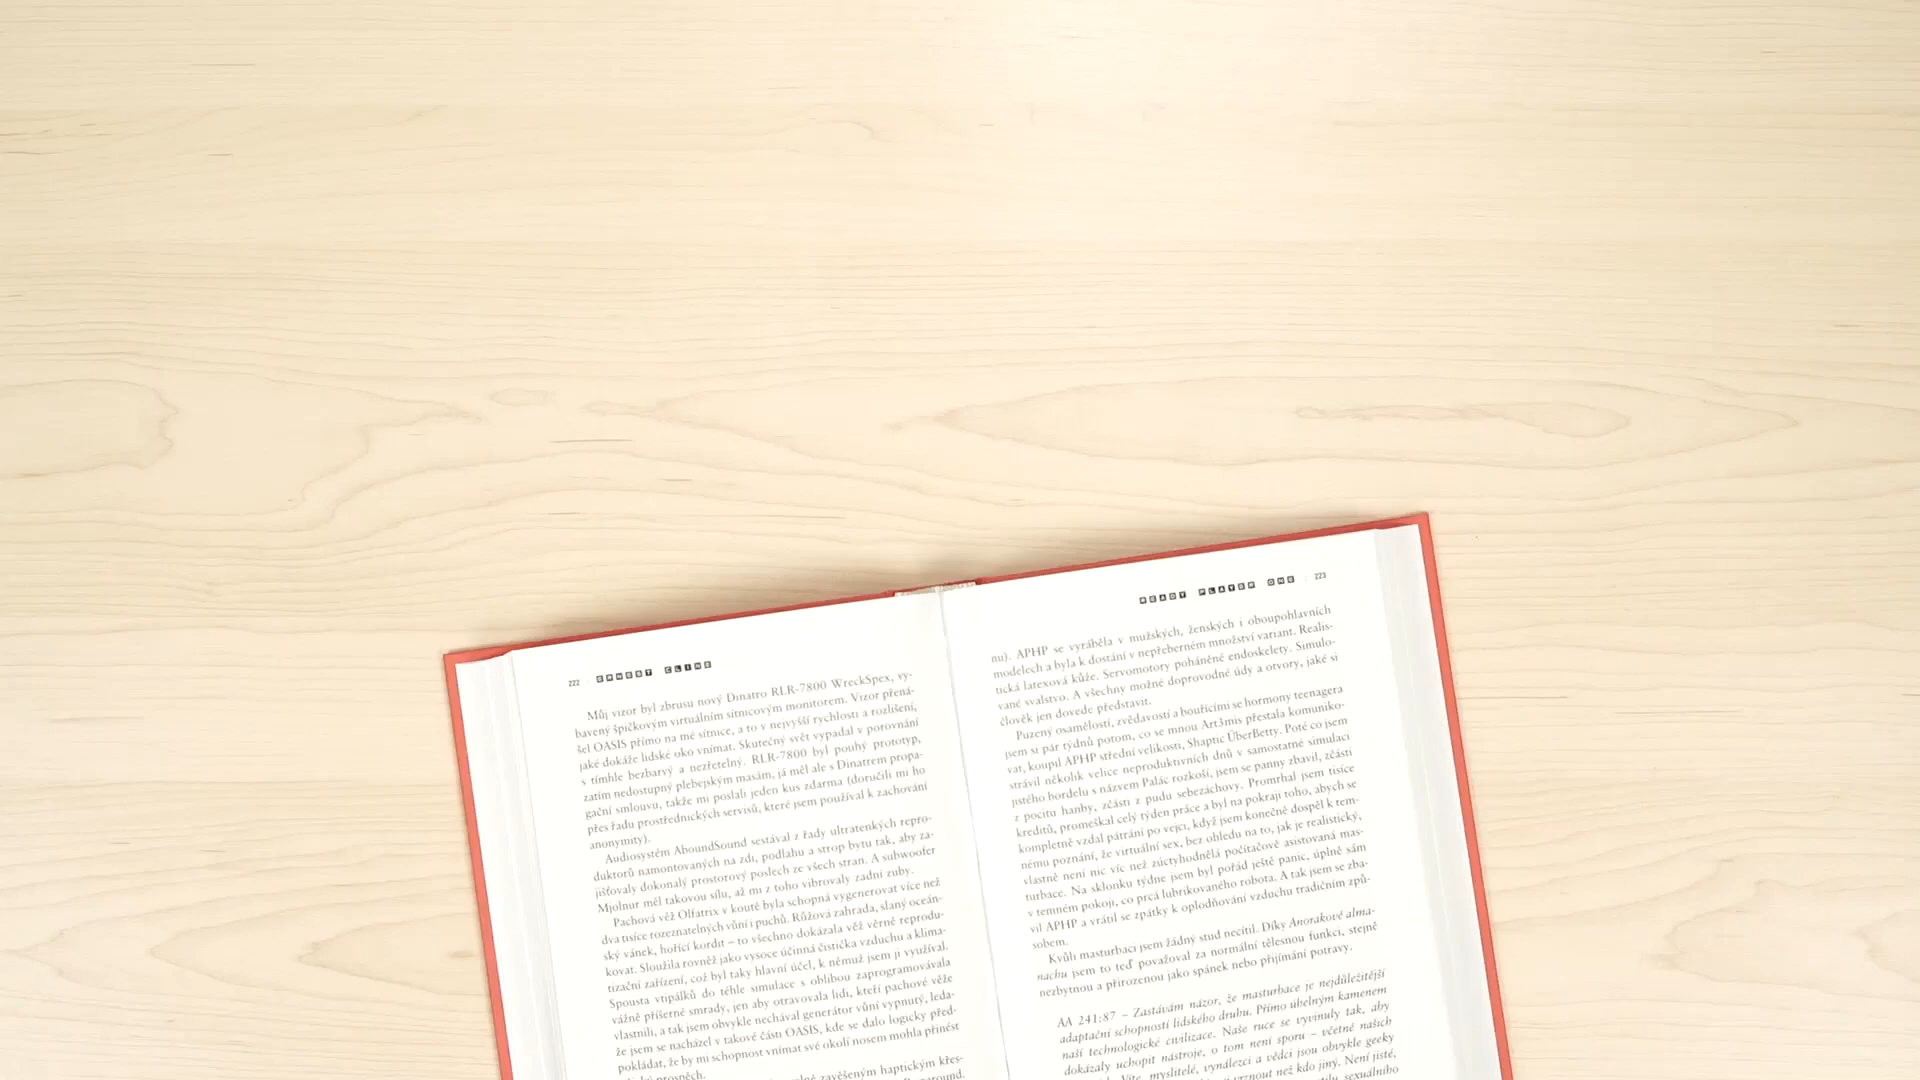 222 ERNEST CLINE
Můj vizor byl zbrusu nový Dinatro RLR-7800 WreckSpex, vy-
bavený špičkovým virtuálním sítnicovým monitorem. Vizor přená-
šel OASIS přímo na mé sítnice, a to v nejvyšší rychlosti a rozlišení,
jaké dokáže lidské oko vnímat. Skutečný svět vypadal v porovnání
s tímhle bezbarvý a nezřetelný. RLR-7800 byl pouhý prototyp,
zatím nedostupný plebejským masám, já měl ale s Dinatrem propa-
gační smlouvu, takže mi poslali jeden kus zdarma (doručili mi ho
přes řadu prostřednických servisů, které jsem používal k zachování
anonymity).
Audiosystém AboundSound sestával z řady ultratenkých repro-
duktorů namontovaných na zdi, podlahu a strop bytu tak, aby za-
jišťovaly dokonalý prostorový poslech ze všech stran. A subwoofer
Mjolnur měl takovou sílu, až mi z toho vibrovaly zadní zuby.
Pachová věž Olfatrix v koutě byla schopná vygenerovat více než
dva tisíce rozeznatelných vůní i puchů. Růžová zahrada, slaný oceán-
ský vánek, hořící kordit – to všechno dokázala věž věrně reprodu-
kovat. Sloužila rovněž jako vysoce účinná čistička vzduchu a klima-
tizační zařízení, což byl taky hlavní účel, k němuž jsem ji využíval.
Spousta vtipálků do téhle simulace s oblibou zaprogramovávala
vážně příšerné smrady, jen aby otravovala lidi, kteří pachové věže
vlastnili, a tak jsem obvykle nechával generátor vůní vypnutý, leda-
že jsem se nacházel v takové části OASIS, kde se dalo logicky před-
pokládat, že by mi schopnost vnímat své okolí nosem mohla přinést
prospěch.
zavěšeným haptickým křes-
READY PLAYER ONE 223
nu). APHP se vyráběla v mužských, ženských i oboupohlavních
modelech a byla k dostání v nepřeberném množství variant. Realis-
tická latexová kůže. Servomotory poháněné endoskelety. Simulo-
vané svalstvo. A všechny možné doprovodné údy a otvory, jaké si
člověk jen dovede představit.
Puzený osamělostí, zvědavostí a bouřícími se hormony teenagera
jsem si pár týdnů potom, co se mnou Art3mis přestala komuniko-
vat, koupil APHP střední velikosti, Shaptic ÜberBetty. Poté co jsem
strávil několik velice neproduktivních dnů v samostatné simulaci
jistého bordelu s názvem Palác rozkoší, jsem se panny zbavil, zčásti
z pocitu hanby, zčásti z pudu sebezáchovy. Promrhal jsem tisíce
kreditů, promeškal celý týden práce a byl na pokraji toho, abych se
kompletně vzdal pátrání po vejci, když jsem konečně dospěl k tem-
nému poznání, že virtuální sex, bez ohledu na to, jak je realistický,
vlastně není nic víc než zúctyhodnělá počítačově asistovaná mas-
turbace. Na sklonku týdne jsem byl pořád ještě panic, úplně sám
v temném pokoji, co prcá lubrikovaného robota. A tak jsem se zba-
vil APHP a vrátil se zpátky k oplodňování vzduchu tradičním způ-
sobem.
Kvůli masturbaci jsem žádný stud necítil. Díky Anorakově alma-
nachu jsem to teď považoval za normální tělesnou funkci, stejně
nezbytnou a přirozenou jako spánek nebo přijímání potravy.
AA 241:87 – Zastávám názor, že masturbace je nejdůležitější
adaptační schopností lidského druhu. Přímo úhelným kamenem
naší technologické civilizace. Naše ruce se vyvinuly tak, aby
dokázaly uchopit nástroje, o tom není sporu – včetně našich
Víte, myslitelé, vynálezci a vědci jsou obvykle geeky
než kdo jiný. Není jisté,
sexuálního